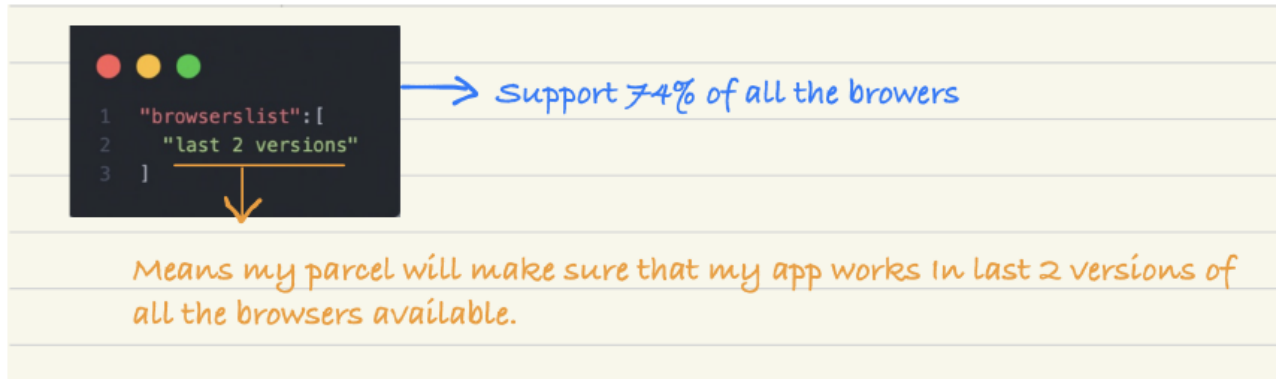 1 "browserslist":[
2 "last 2 versions"
3 ]
Support 74% of all the browers
Means my parcel will make sure that my app works In last 2 versions of
all the browsers available.